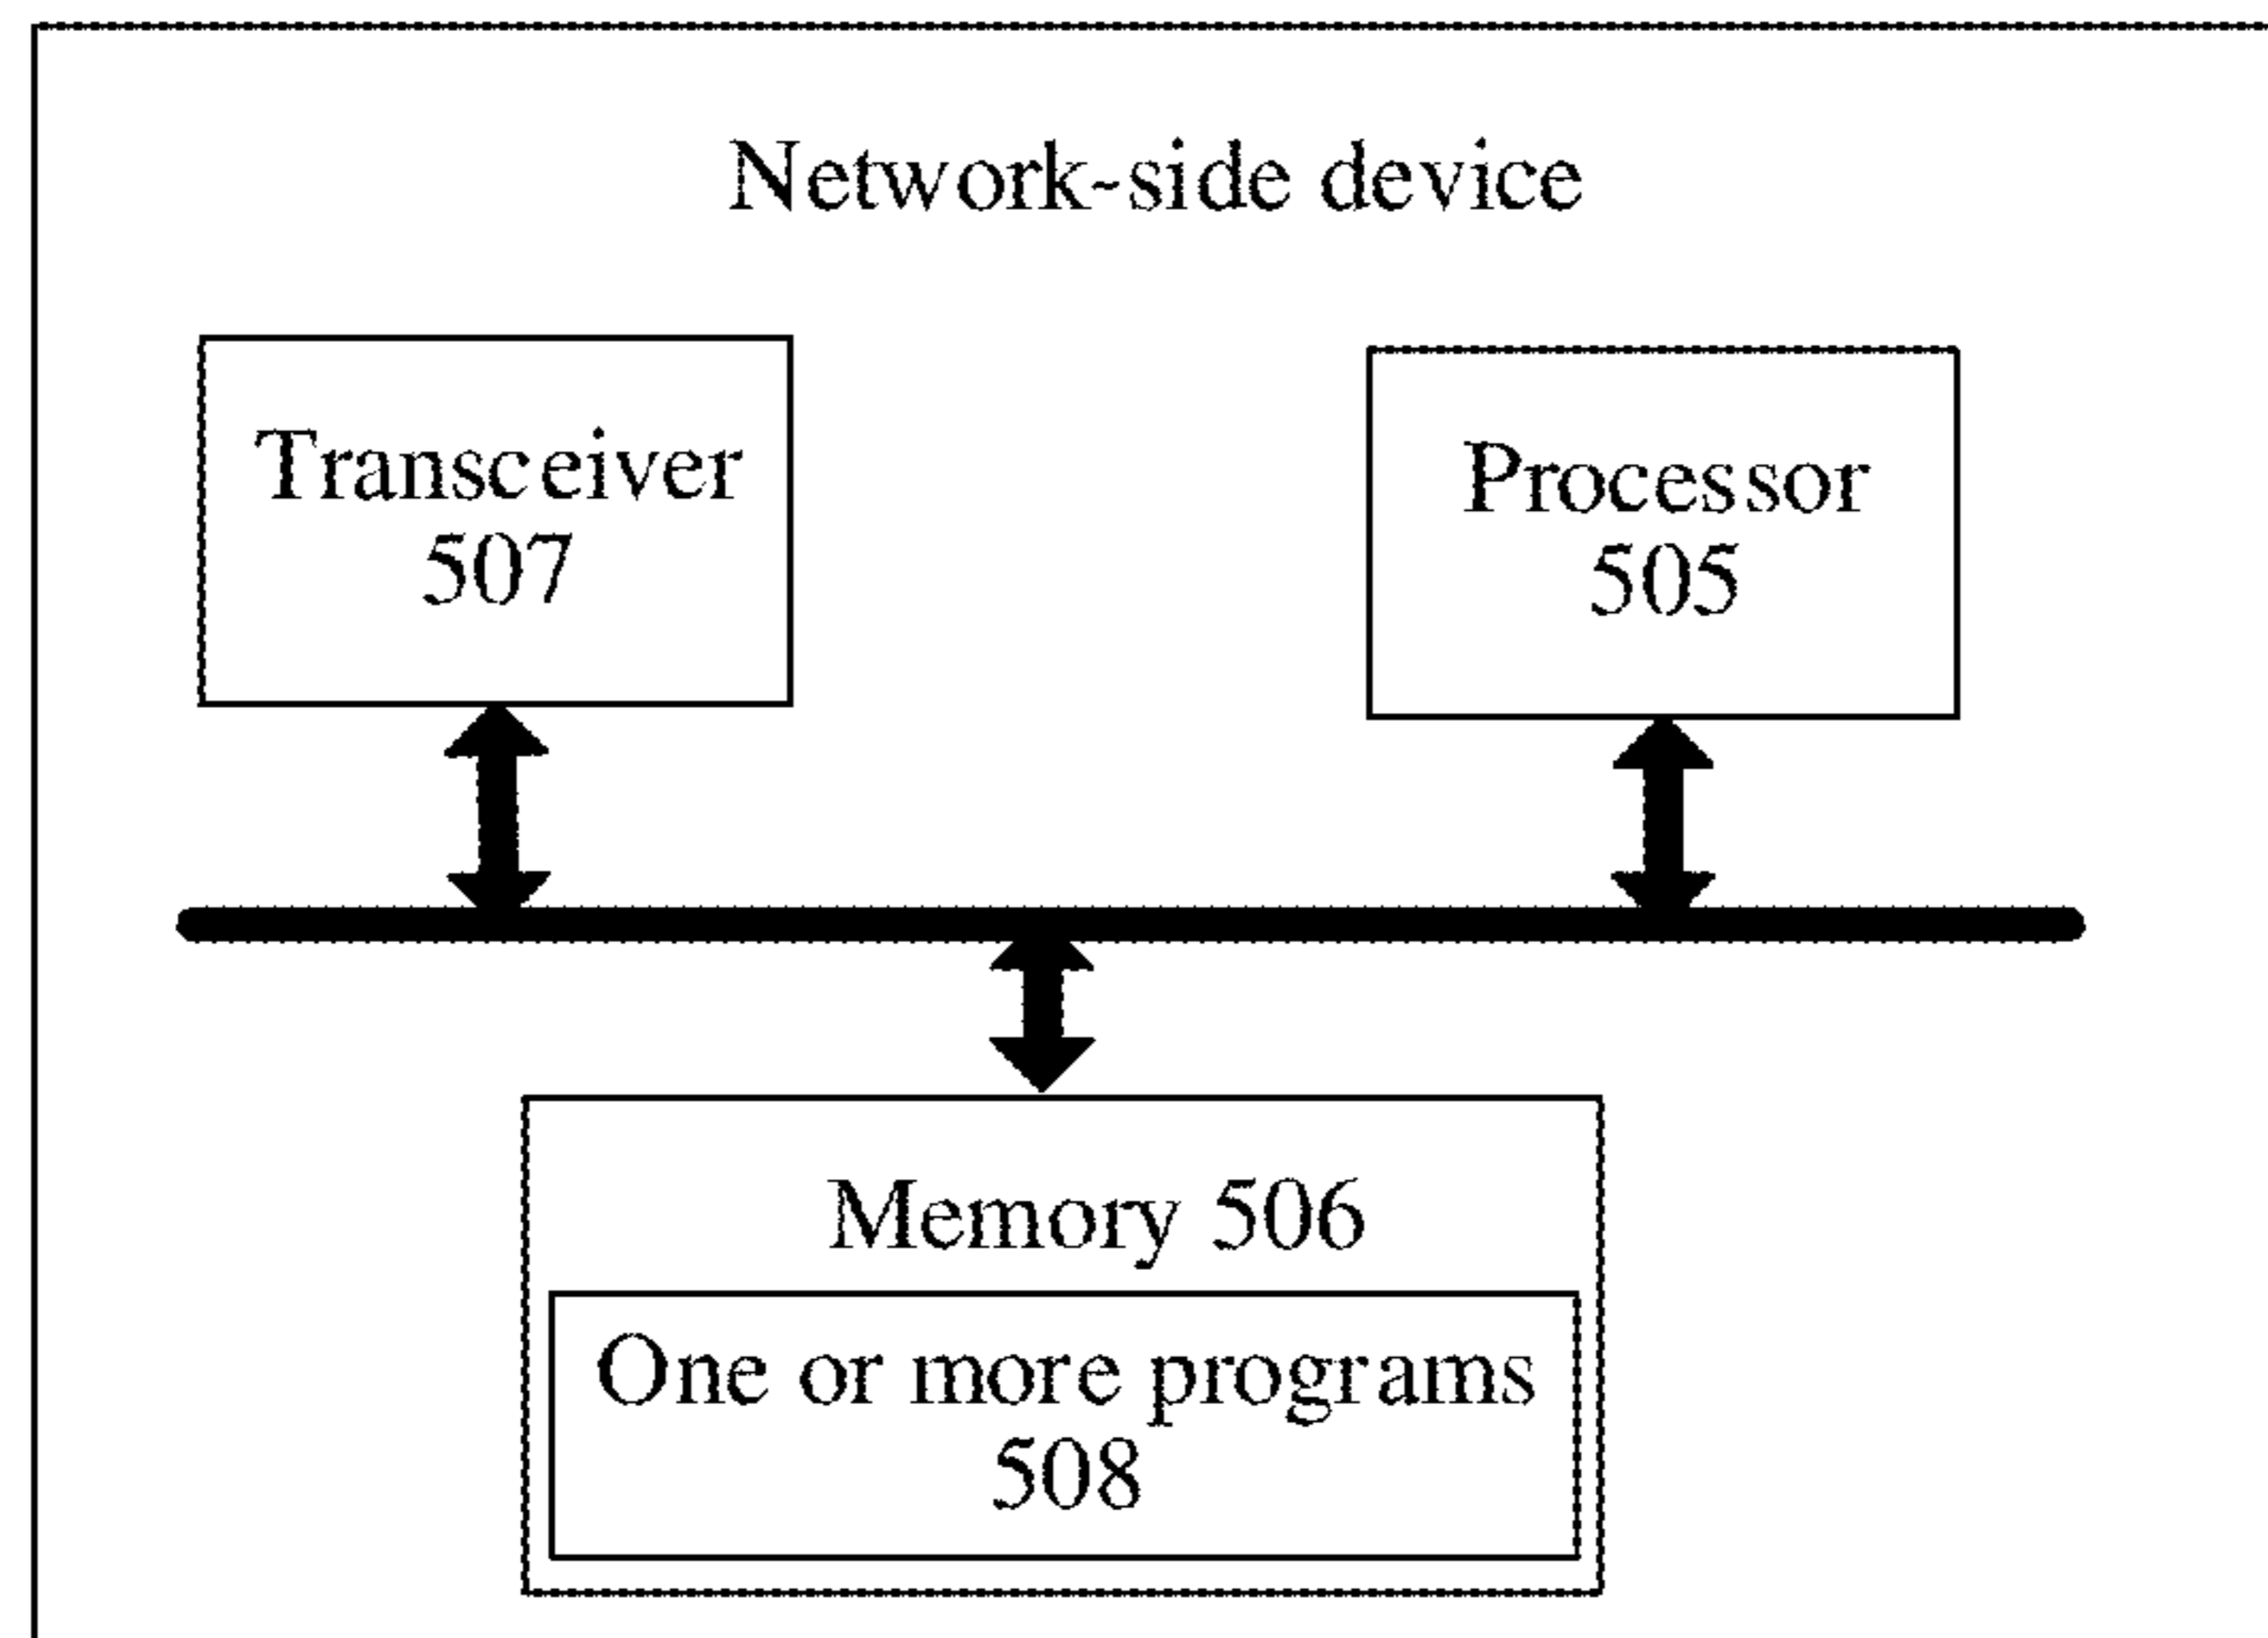 Network-side device
Transceiver
507
Processor
505
Memory 506
One or more programs
508